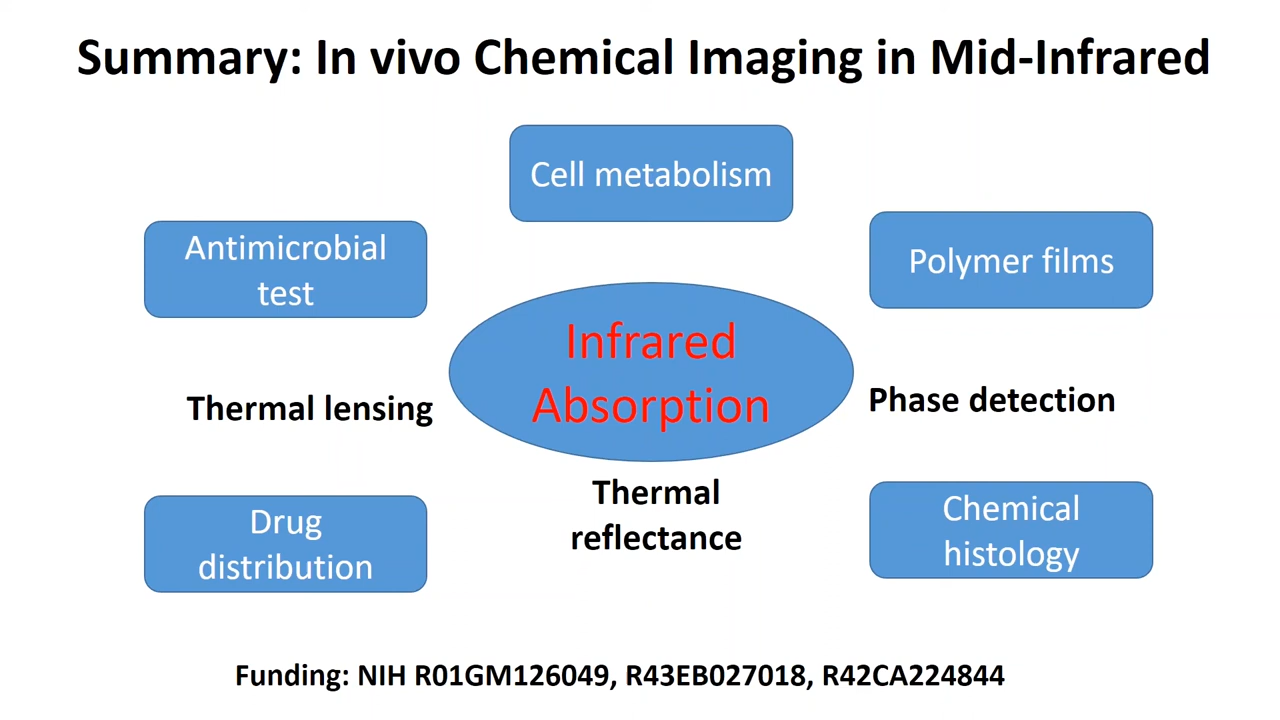 Summary: In vivo Chemical Imaging in Mid-Infrared
Cell metabolism
Antimicrobial
test
Polymer films
Infrared
Absorption
Thermal lensing
Phase detection
Thermal
reflectance
Drug
distribution
Chemical
histology
Funding: NIH R01GM126049, R43EB027018, R42CA224844